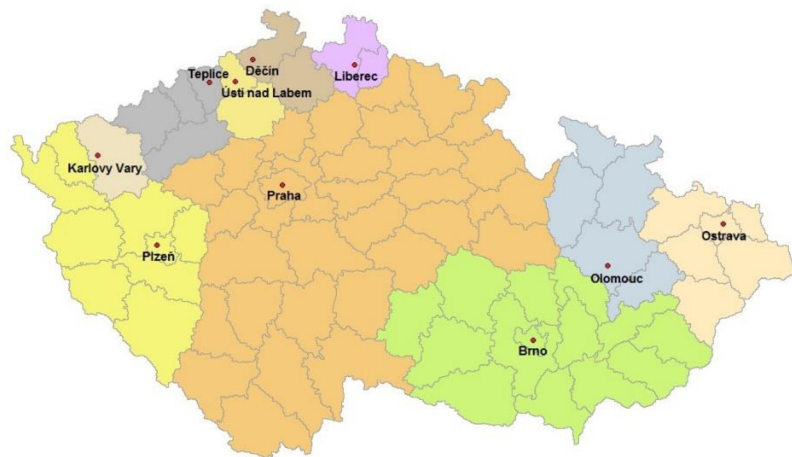 Teplice
Děčín
Ústí nad Labem
Liberec
Karlovy Vary
Praha
Plzeň
Ostrava
Olomouc
Brno